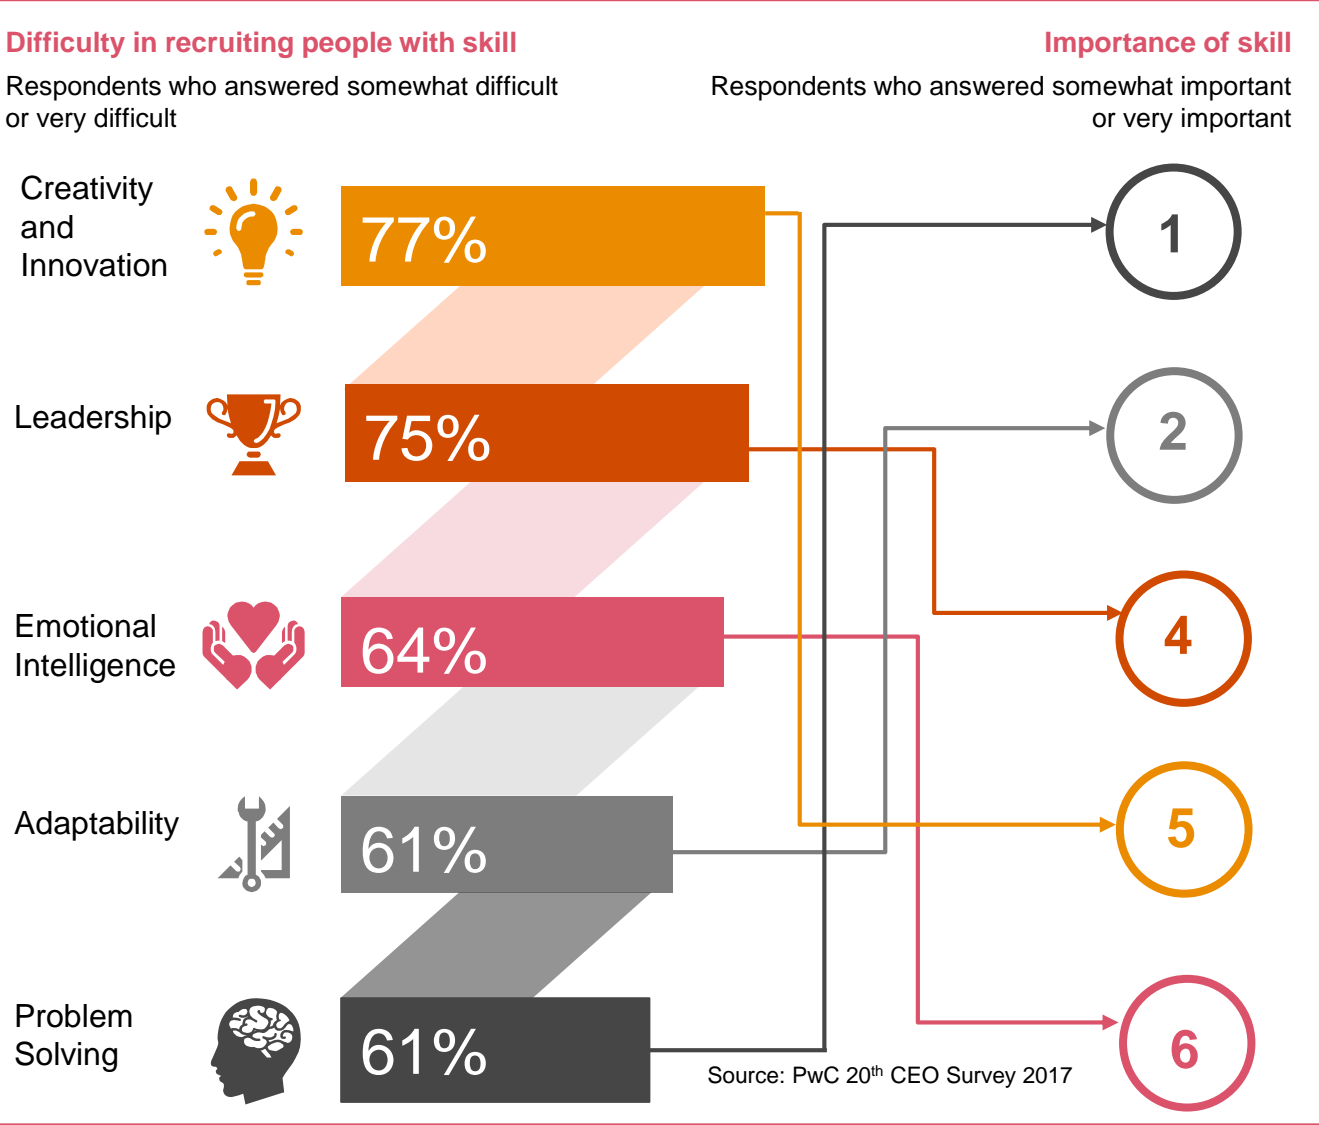 Difficulty in recruiting people with skill
Importance of skill
Respondents who answered somewhat difficult
or very difficult
Respondents who answered somewhat important
or very important
Creativity
and
Innovation
77%
1
Leadership
75%
2
Emotional
Intelligence
64%
4
Adaptability
61%
5
Problem
Solving
61%
6
Source: PwC 20th CEO Survey 2017